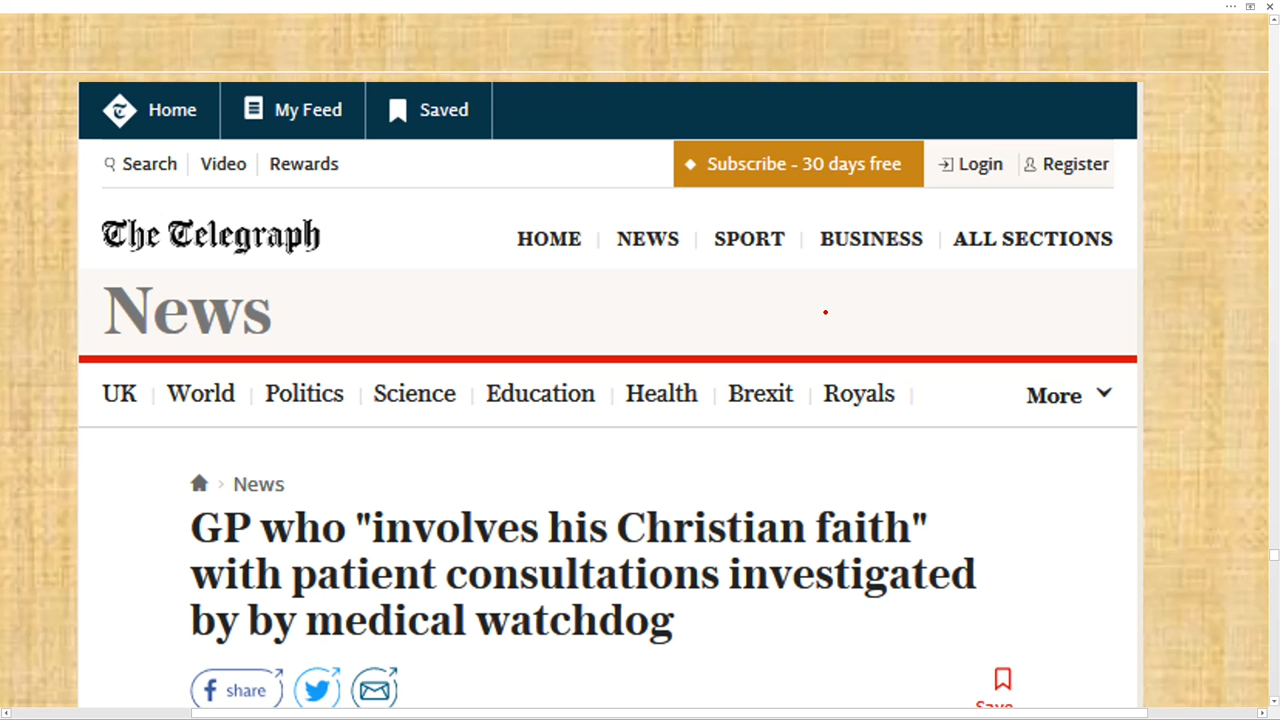 Home My Feed Saved
Search Video Rewards Subscribe - 30 days free Login Register
The Telegraph HOME NEWS SPORT BUSINESS ALL SECTIONS
News
UK World Politics Science Education Health Brexit Royals More
News
GP who "involves his Christian faith"
with patient consultations investigated
by by medical watchdog
share
Save